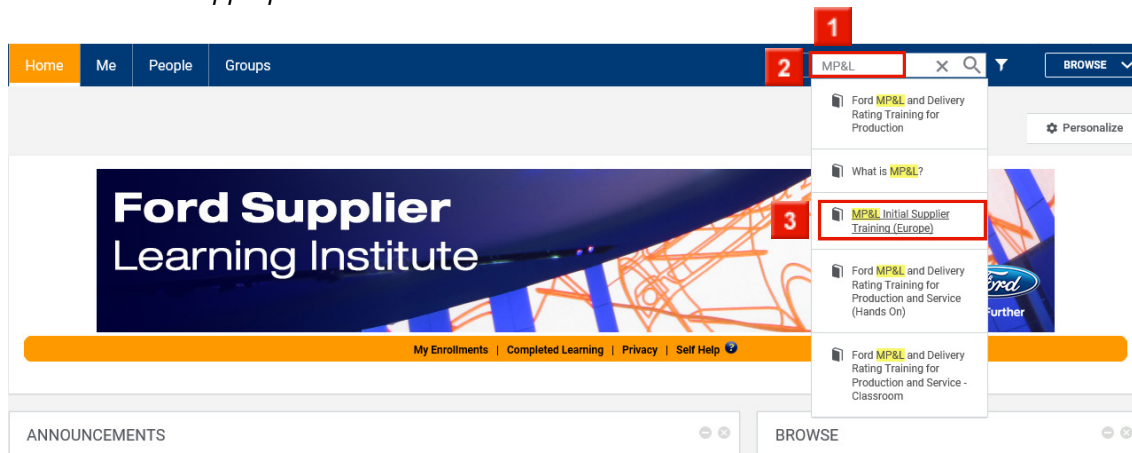 1
Home Me People Groups 2 MP&L BROWSE
Ford MP&L and Delivery
Rating Training for
Production
Personalize
What is MP&L?
3
MP&L Initial Supplier
Training (Europe)
Ford MP&L and Delivery
Rating Training for
Production and Service
(Hands On)
Ford MP&L and Delivery
Rating Training for
Production and Service -
Classroom
Ford Supplier
Learning Institute
Further
My Enrollments | Completed Learning | Privacy | Self Help ?
ANNOUNCEMENTS
BROWSE